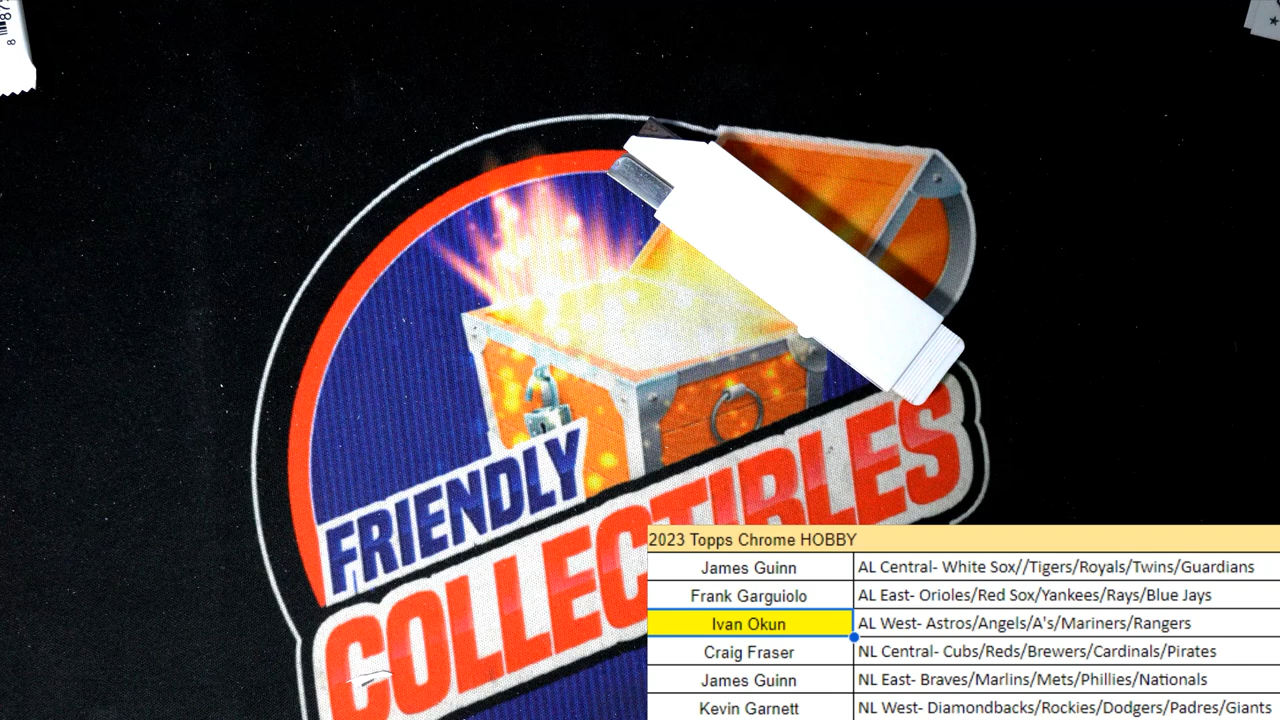 FRIENDLY
COLLECTIBLES
2023 Topps Chrome HOBBY
James Guinn AL Central- White Sox//Tigers/Royals/Twins/Guardians
Frank Garguiolo AL East- Orioles/Red Sox/Yankees/Rays/Blue Jays
Ivan Okun AL West- Astros/Angels/A's/Mariners/Rangers
Craig Fraser NL Central- Cubs/Reds/Brewers/Cardinals/Pirates
James Guinn NL East- Braves/Marlins/Mets/Phillies/Nationals
Kevin Garnett NL West- Diamondbacks/Rockies/Dodgers/Padres/Giants